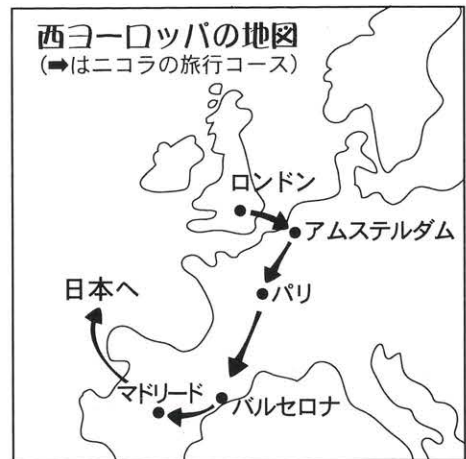 西ヨーロッパの地図
(➡はニコラの旅行コース)
ロンドン
アムステルダム
日本へ
パリ
マドリード
バルセロナ